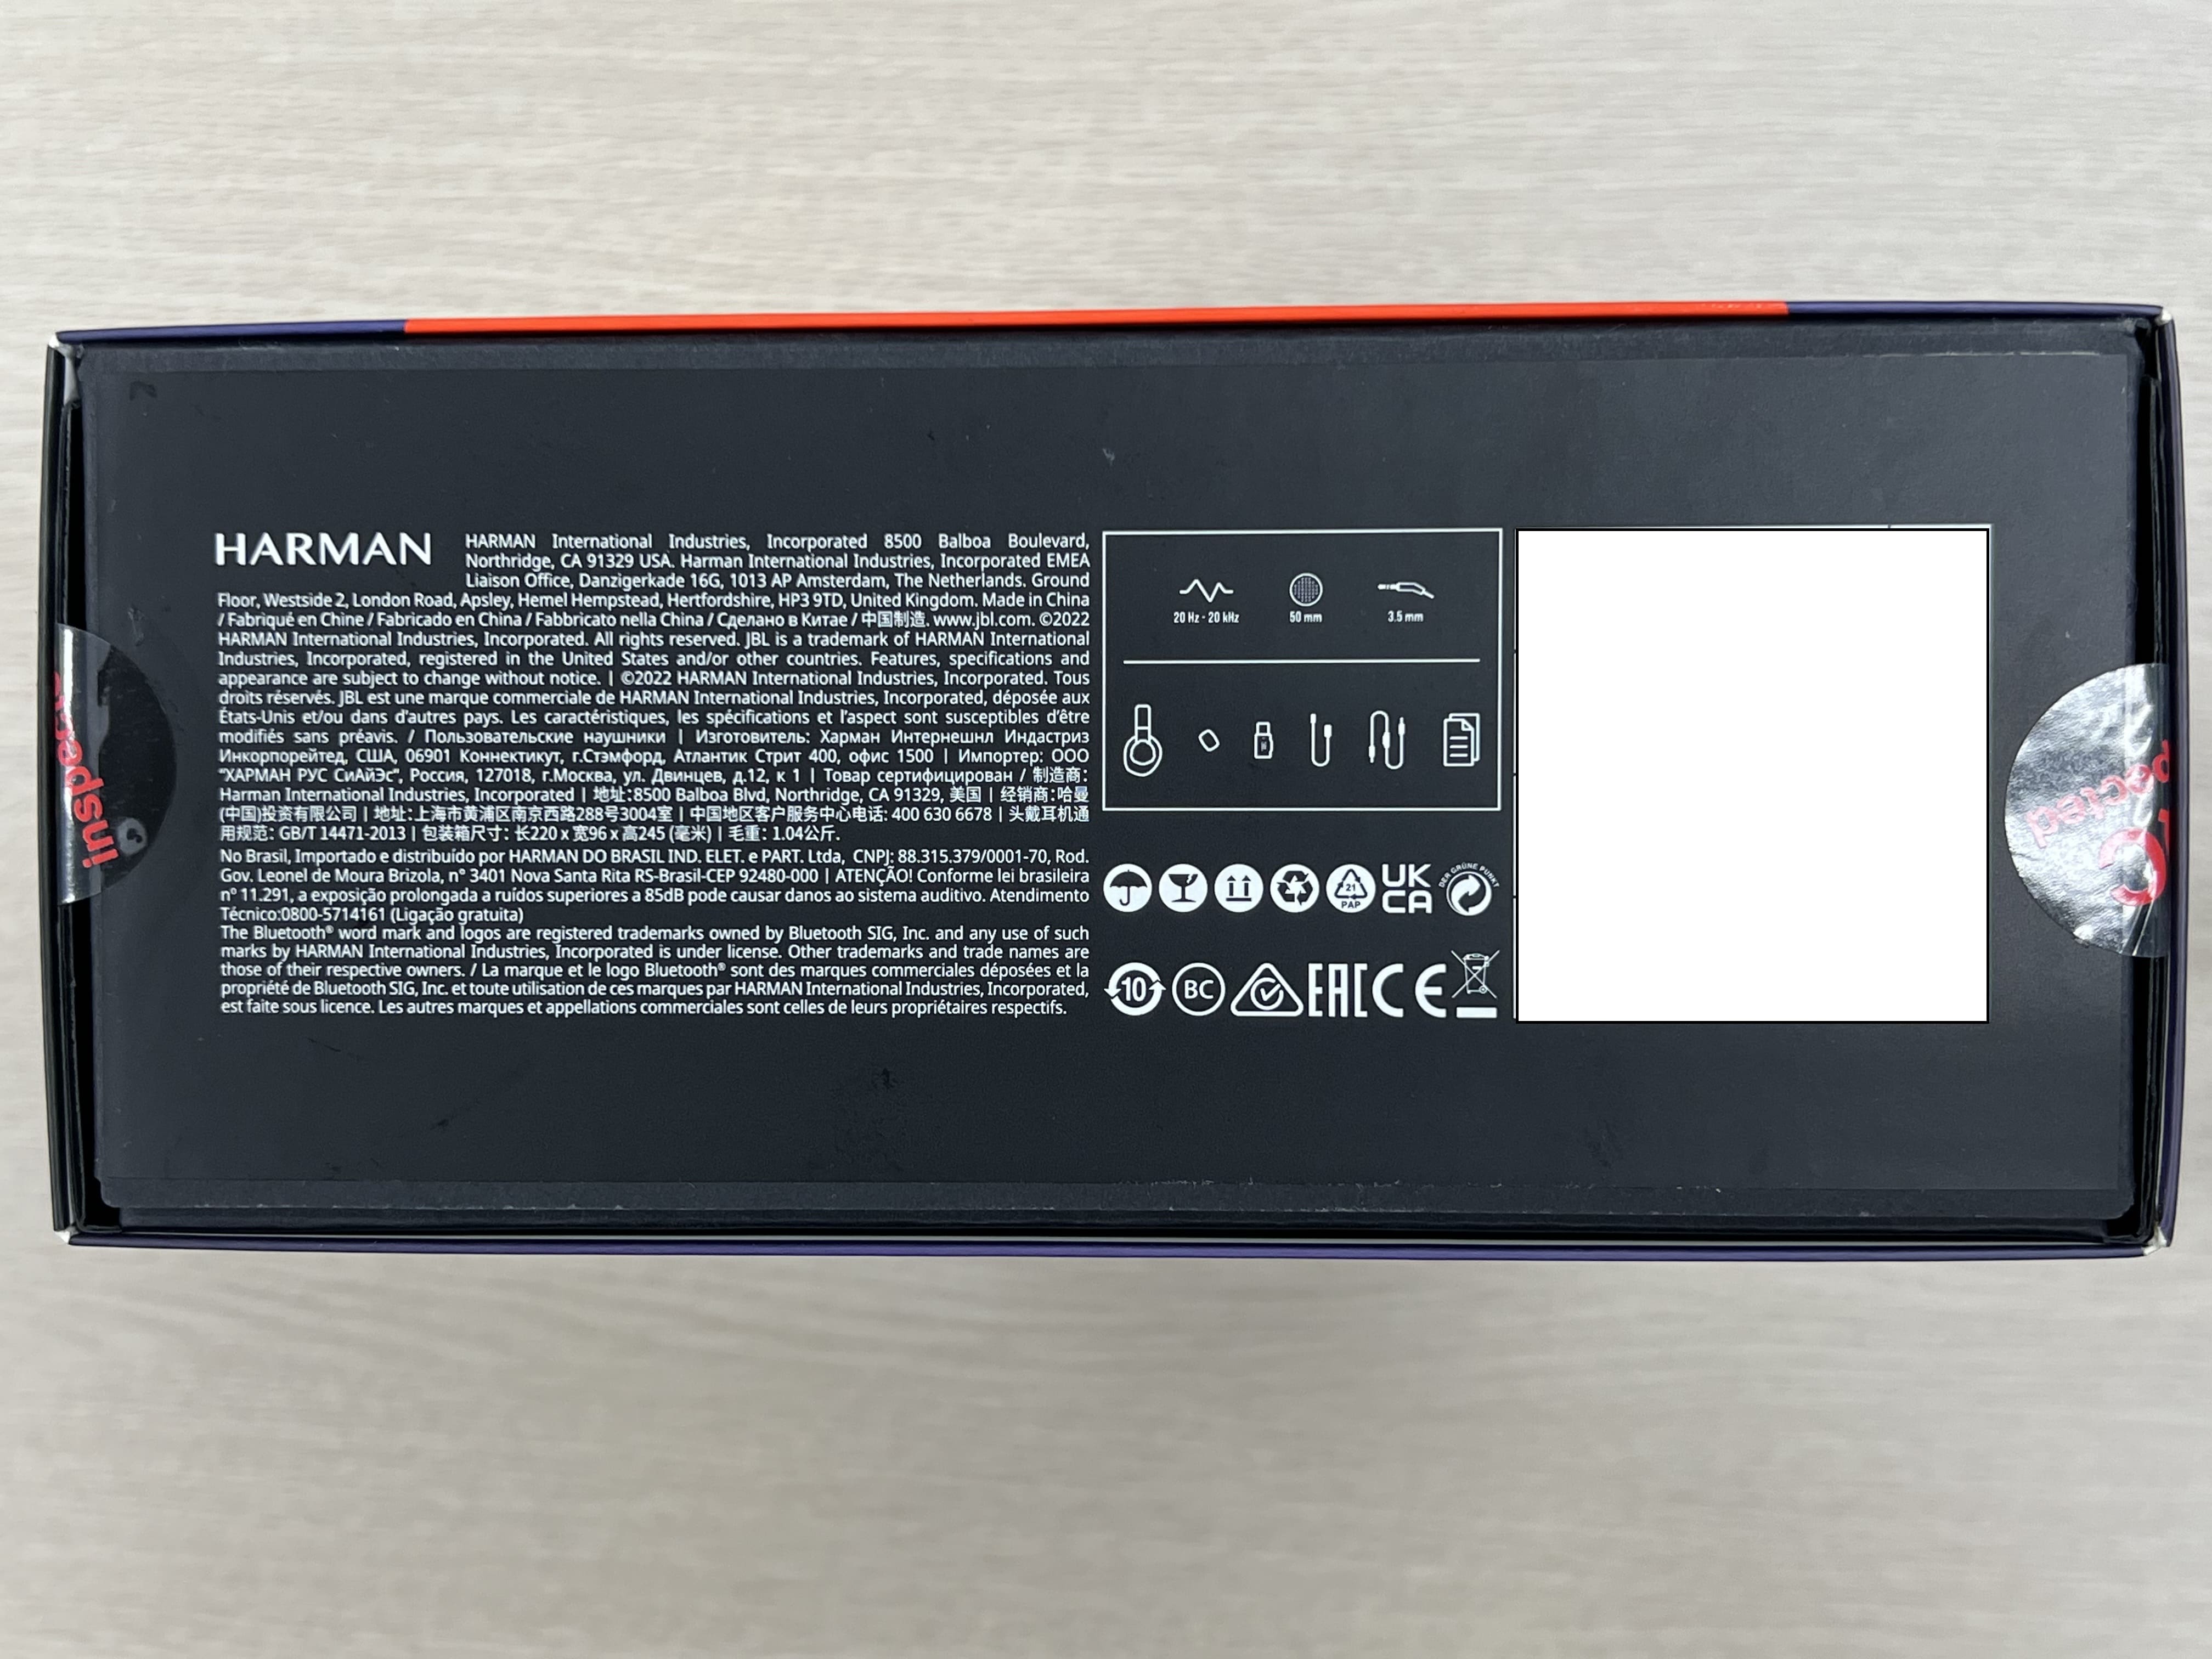 HARMAN
HARMAN International Industries, Incorporated 8500 Balboa Boulevard,
Northridge, CA 91329 USA. Harman International Industries, Incorporated EMEA
Liaison Office, Danzigerkade 16G, 1013 AP Amsterdam, The Netherlands. Ground
Floor, Westside 2, London Road, Apsley, Hemel Hempstead, Hertfordshire, HP3 9TD, United Kingdom. Made in China
/ Fabriqué en Chine / Fabricado en China / Fabbricato nella China / Сделано в Китае / 中国制造. www.jbl.com. ©2022
HARMAN International Industries, Incorporated. All rights reserved. JBL is a trademark of HARMAN International
Industries, Incorporated, registered in the United States and/or other countries. Features, specifications and
appearance are subject to change without notice. | ©2022 HARMAN International Industries, Incorporated. Tous
droits réservés. JBL est une marque commerciale de HARMAN International Industries, Incorporated, déposée aux
États-Unis et/ou dans d'autres pays. Les caractéristiques, les spécifications et l'aspect sont susceptibles d'être
modifiés sans préavis. / Пользовательские наушники | Изготовитель: Харман Интернешнл Индастриз
Инкорпорейтед, США, 06901 Коннектикут, г.Стэмфорд, Атлантик Стрит 400, офис 1500 | Импортер: ООО
"ХАРМАН РУС СиАйЭс", Россия, 127018, г.Москва, ул. Двинцев, д.12, к 1 | Товар сертифицирован / 制造商:
Harman International Industries, Incorporated | 地址:8500 Balboa Blvd, Northridge, CA 91329, 美国 | 经销商:哈曼
(中国)投资有限公司 | 地址:上海市黄浦区南京西路288号3004室 | 中国地区客户服务中心电话: 400 630 6678 | 头戴耳机通
用规范: GB/T 14471-2013 | 包装箱尺寸: 长220 x 宽96 x 高245 (毫米) | 毛重: 1.04公斤.
No Brasil, Importado e distribuído por HARMAN DO BRASIL IND. ELET. e PART. Ltda, CNPJ: 88.315.379/0001-70, Rod.
Gov. Leonel de Moura Brizola, n° 3401 Nova Santa Rita RS-Brasil-CEP 92480-000 | ATENÇÃO! Conforme lei brasileira
n° 11.291, a exposição prolongada a ruídos superiores a 85dB pode causar danos ao sistema auditivo. Atendimento
Técnico:0800-5714161 (Ligação gratuita)
The Bluetooth® word mark and logos are registered trademarks owned by Bluetooth SIG, Inc. and any use of such
marks by HARMAN International Industries, Incorporated is under license. Other trademarks and trade names are
those of their respective owners. / La marque et le logo Bluetooth® sont des marques commerciales déposées et la
propriété de Bluetooth SIG, Inc. et toute utilisation de ces marques par HARMAN International Industries, Incorporated,
est faite sous licence. Les autres marques et appellations commerciales sont celles de leurs propriétaires respectifs.
20 Hz - 20 kHz 50 mm 3.5 mm
21 PAP UK CA DER GRÜNE PUNKT
10 BC EAC CE